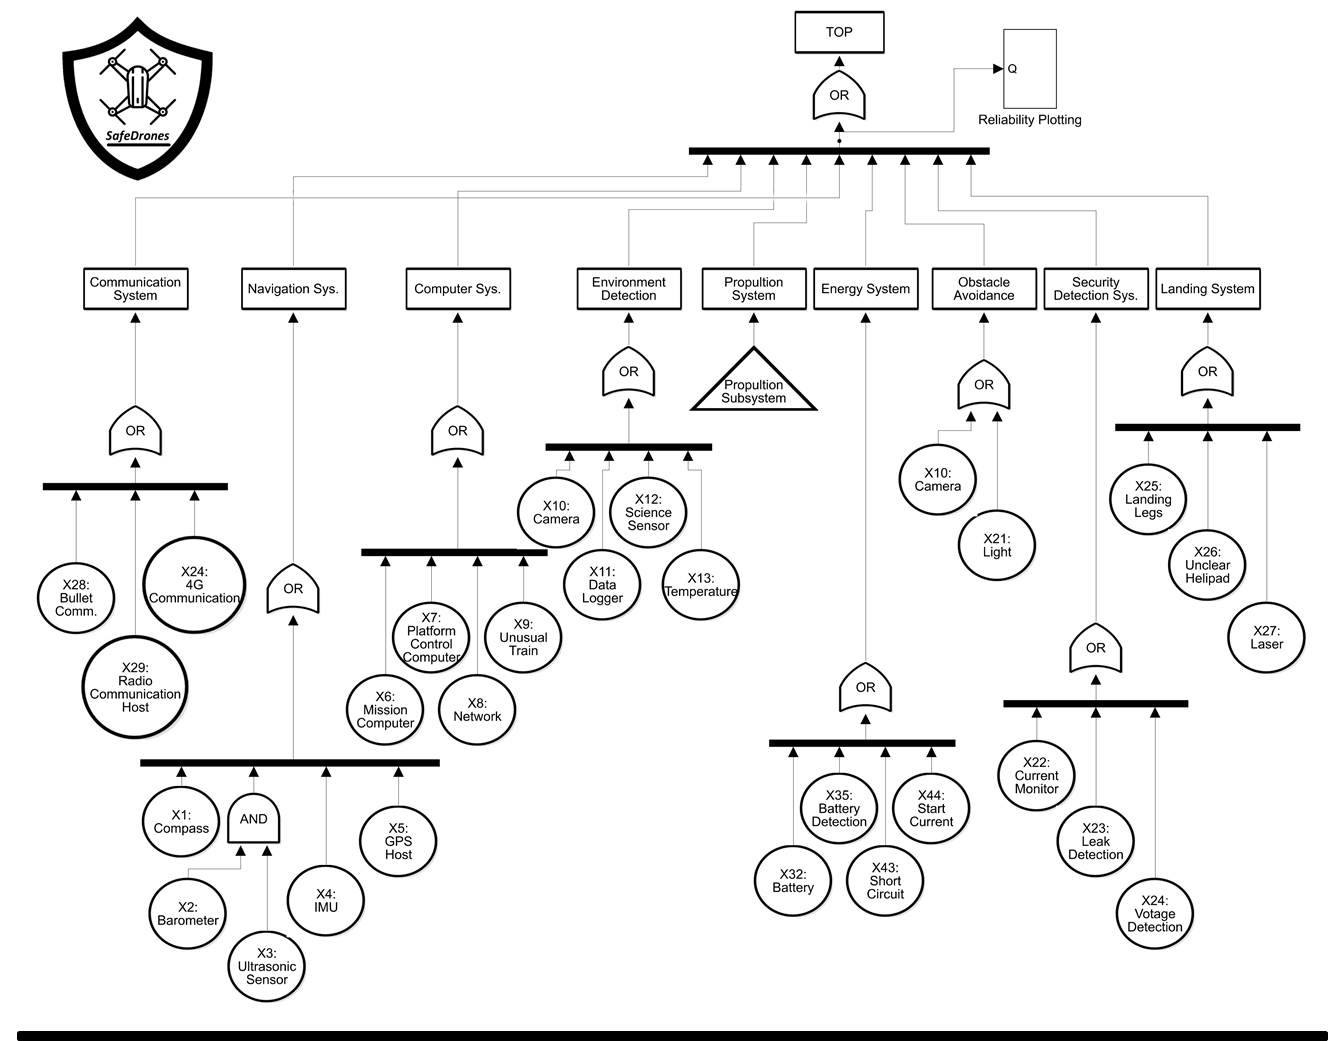 TOP
OR
Q
Reliability Plotting
SafeDrones
Communication
System
Navigation Sys.
Computer Sys.
Environment
Detection
Propultion
System
Energy System
Obstacle
Avoidance
Security
Detection Sys.
Landing System
OR
OR
OR
OR
OR
OR
OR
OR
Propultion
Subsystem
X28:
Bullet
Comm.
X29:
Radio
Communication
Host
X24:
4G
Communication
X1:
Compass
AND
X2:
Barometer
X3:
Ultrasonic
Sensor
X4:
IMU
X5:
GPS
Host
X6:
Mission
Computer
X7:
Platform
Control
Computer
X8:
Network
X9:
Unusual
Train
X10:
Camera
X11:
Data
Logger
X12:
Science
Sensor
X13:
Temperature
X32:
Battery
X35:
Battery
Detection
X43:
Short
Circuit
X44:
Start
Current
X10:
Camera
X21:
Light
X22:
Current
Monitor
X23:
Leak
Detection
X24:
Votage
Detection
X25:
Landing
Legs
X26:
Unclear
Helipad
X27:
Laser